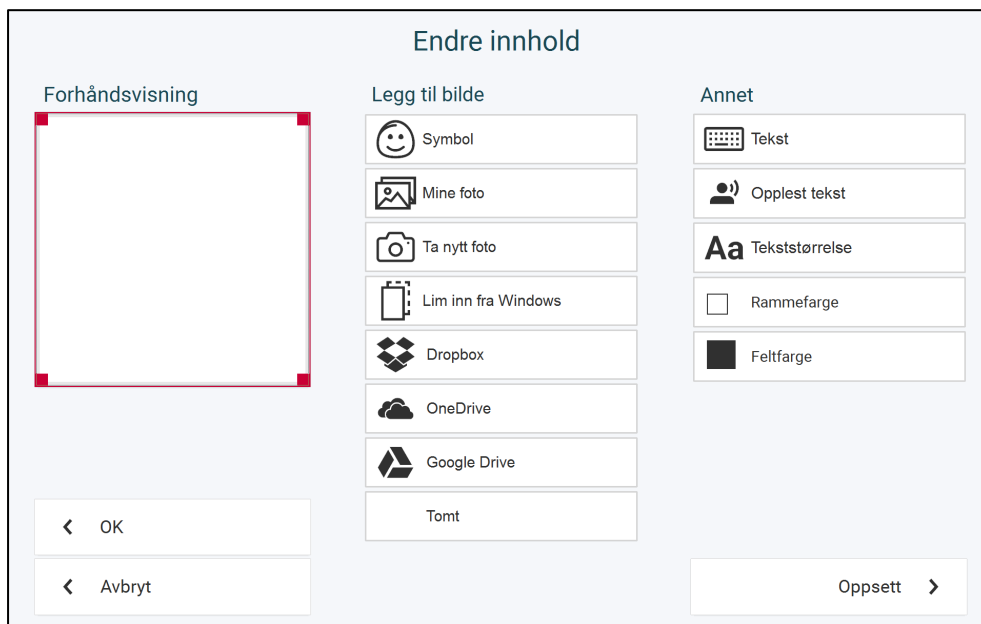 Endre innhold
Forhåndsvisning
Legg til bilde
Symbol
Mine foto
Ta nytt foto
Lim inn fra Windows
Dropbox
OneDrive
Google Drive
Tomt
Annet
Tekst
Opplest tekst
Aa Tekststørrelse
Rammefarge
Feltfarge
OK
Avbryt
Oppsett